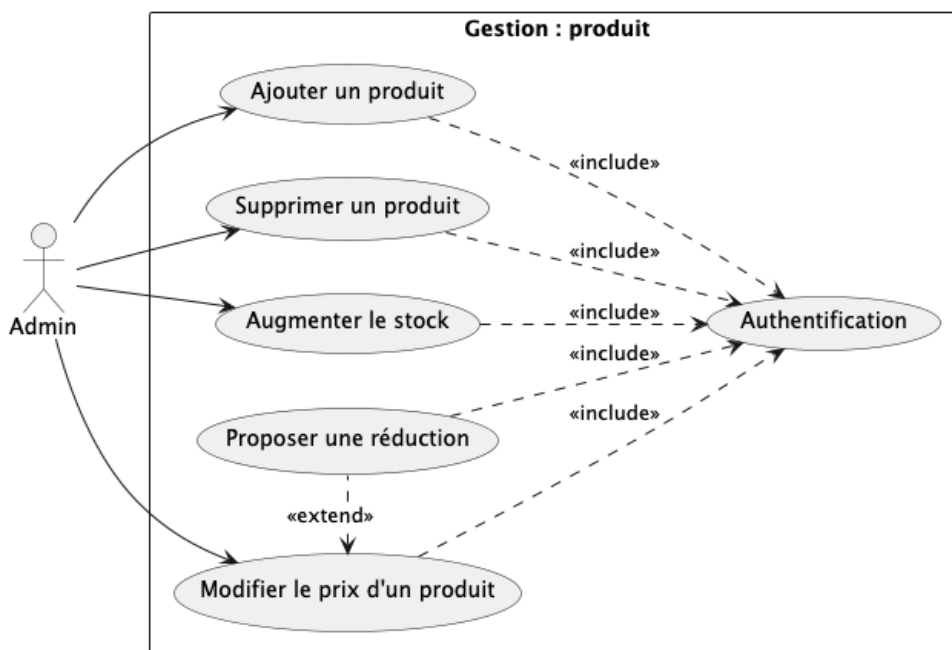 Gestion : produit
Ajouter un produit
«include»
Supprimer un produit
«include»
Admin
Augmenter le stock
«include»
Authentification
«include»
Proposer une réduction
«include»
«extend»
Modifier le prix d'un produit